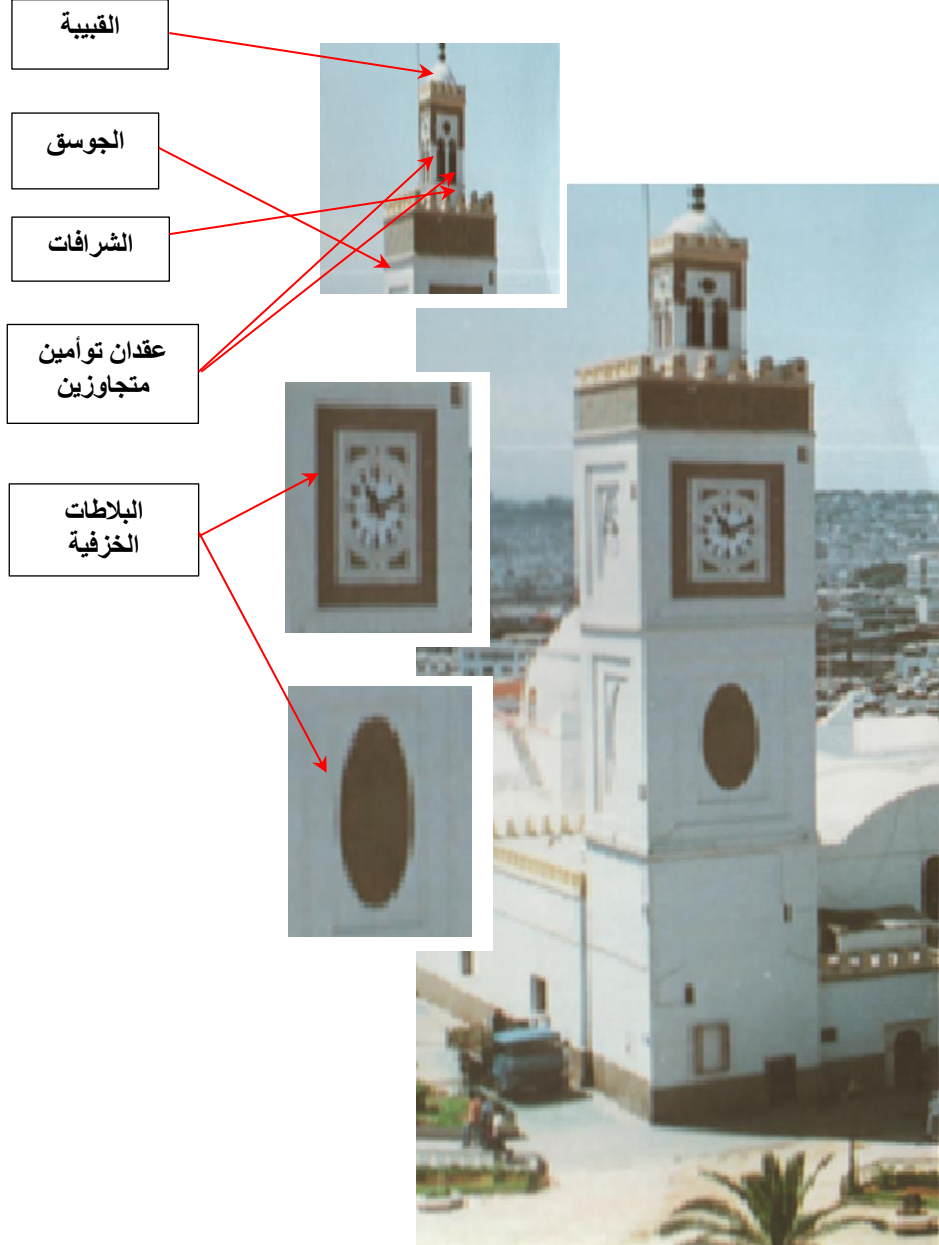 القبيبة
الجوسق
الشرافات
عقدان توأمين
متجاوزين
البلاطات
الخزفية